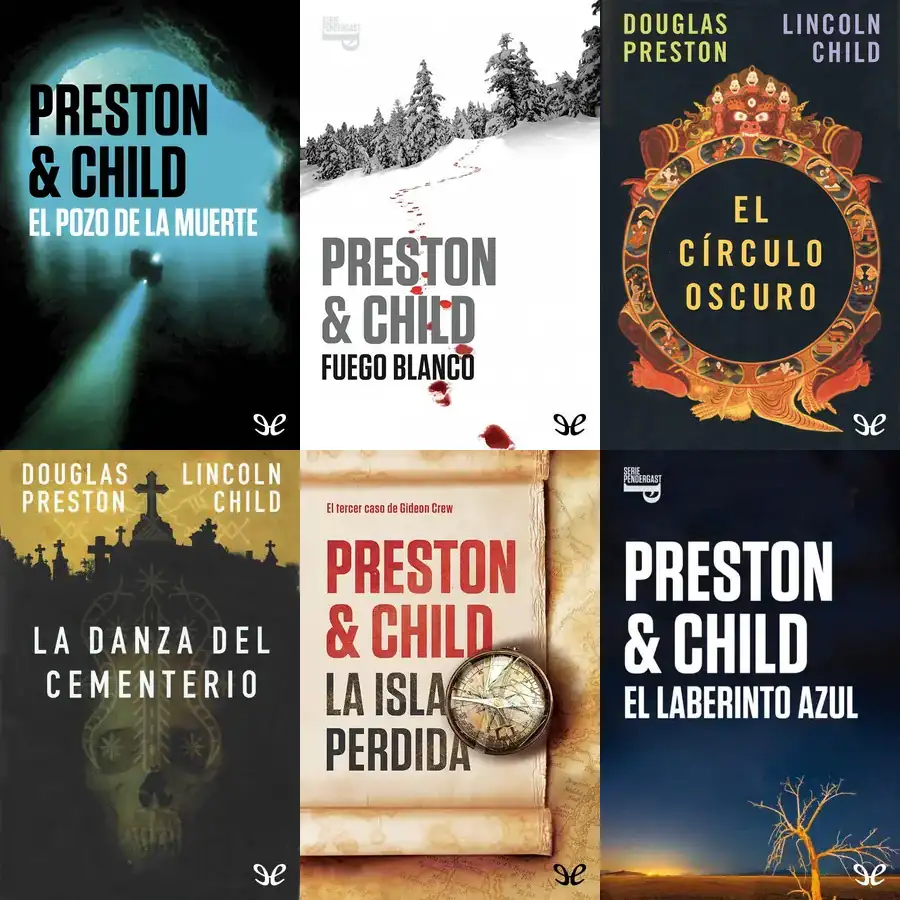 PRESTON
& CHILD
EL POZO DE LA MUERTE
SERIE
PENDERGAST
PRESTON
& CHILD
FUEGO BLANCO
DOUGLAS
PRESTON
LINCOLN
CHILD
EL
CÍRCULO
OSCURO
DOUGLAS
PRESTON
LINCOLN
CHILD
LA DANZA DEL
CEMENTERIO
El tercer caso de Gideon Crew
PRESTON
& CHILD
LA ISLA
PERDIDA
SERIE
PENDERGAST
PRESTON
& CHILD
EL LABERINTO AZUL